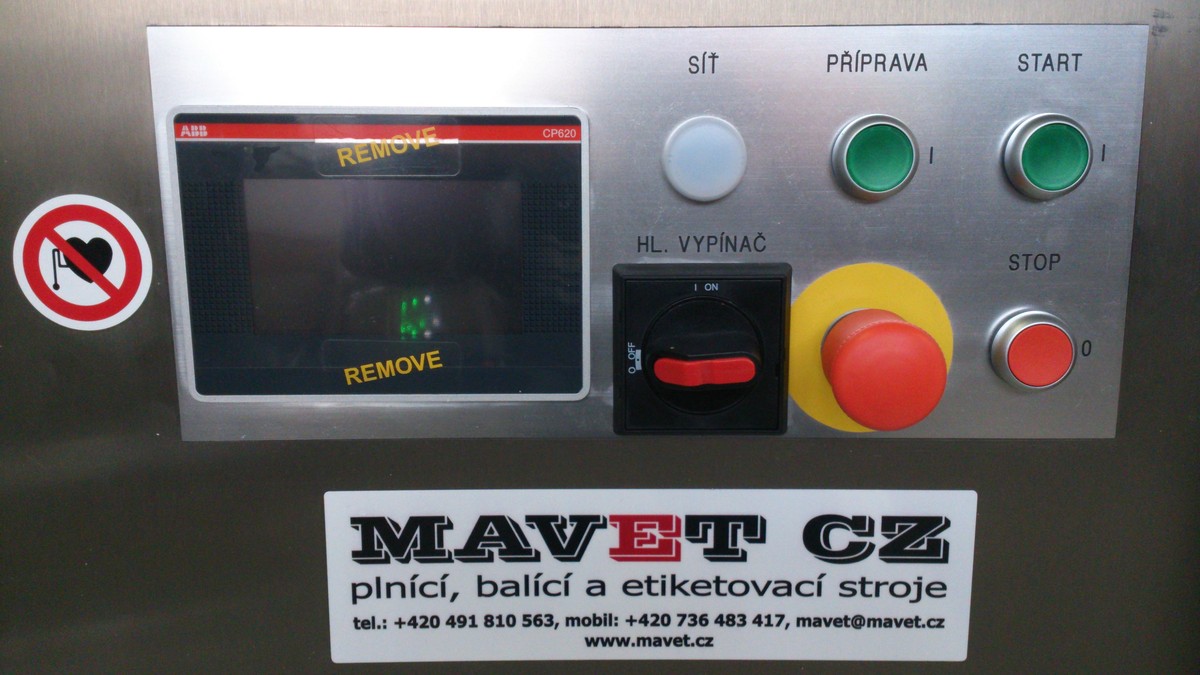 SÍŤ
PŘÍPRAVA
START
ABB
CP620
REMOVE
I
I
HL. VYPÍNAČ
STOP
I ON
O OFF
O
REMOVE
MAVET CZ
plnící, balící a etiketovací stroje
tel.: +420 491 810 563, mobil: +420 736 483 417, mavet@mavet.cz
www.mavet.cz